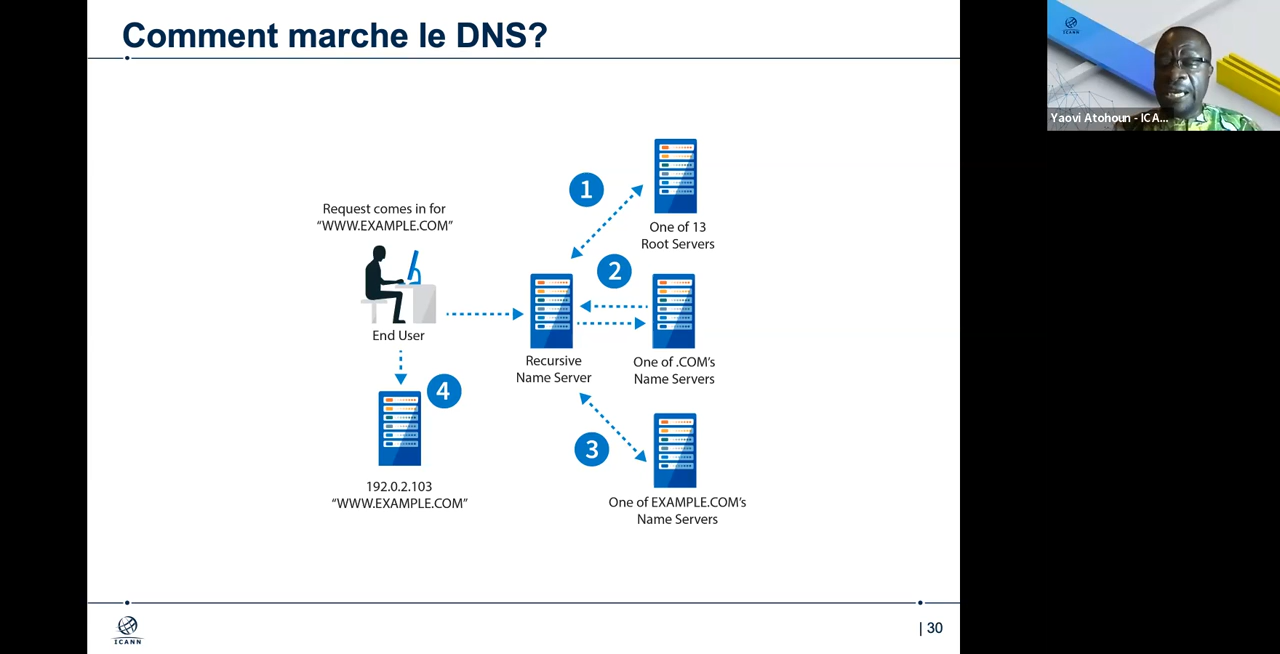 Comment marche le DNS?
ICANN
Yaovi Atohoun - ICA...
1
One of 13
Root Servers
Request comes in for
“WWW.EXAMPLE.COM”
2
End User
Recursive
Name Server
One of .COM’s
Name Servers
4
3
192.0.2.103
“WWW.EXAMPLE.COM”
One of EXAMPLE.COM’s
Name Servers
ICANN
| 30